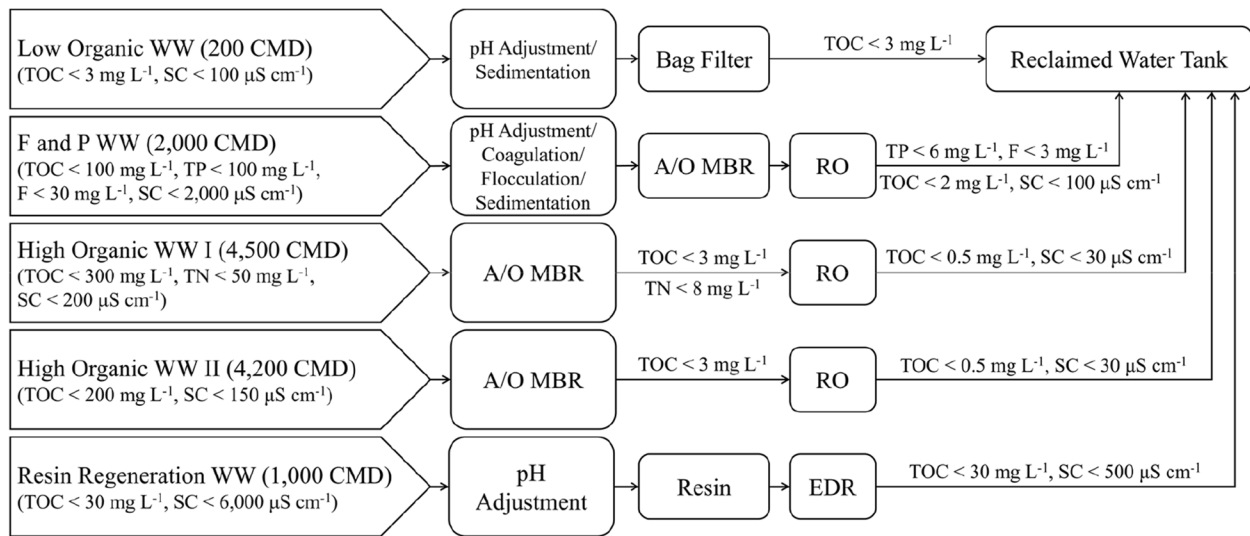 Low Organic WW (200 CMD)
(TOC < 3 mg L⁻¹, SC < 100 μS cm⁻¹)
pH Adjustment/
Sedimentation
Bag Filter
TOC < 3 mg L⁻¹
Reclaimed Water Tank
F and P WW (2,000 CMD)
(TOC < 100 mg L⁻¹, TP < 100 mg L⁻¹,
F < 30 mg L⁻¹, SC < 2,000 μS cm⁻¹)
pH Adjustment/
Coagulation/
Flocculation/
Sedimentation
A/O MBR
RO
TP < 6 mg L⁻¹, F < 3 mg L⁻¹
TOC < 2 mg L⁻¹, SC < 100 μS cm⁻¹
High Organic WW I (4,500 CMD)
(TOC < 300 mg L⁻¹, TN < 50 mg L⁻¹,
SC < 200 μS cm⁻¹)
A/O MBR
TOC < 3 mg L⁻¹
TN < 8 mg L⁻¹
RO
TOC < 0.5 mg L⁻¹, SC < 30 μS cm⁻¹
High Organic WW II (4,200 CMD)
(TOC < 200 mg L⁻¹, SC < 150 μS cm⁻¹)
A/O MBR
TOC < 3 mg L⁻¹
RO
TOC < 0.5 mg L⁻¹, SC < 30 μS cm⁻¹
Resin Regeneration WW (1,000 CMD)
(TOC < 30 mg L⁻¹, SC < 6,000 μS cm⁻¹)
pH
Adjustment
Resin
EDR
TOC < 30 mg L⁻¹, SC < 500 μS cm⁻¹